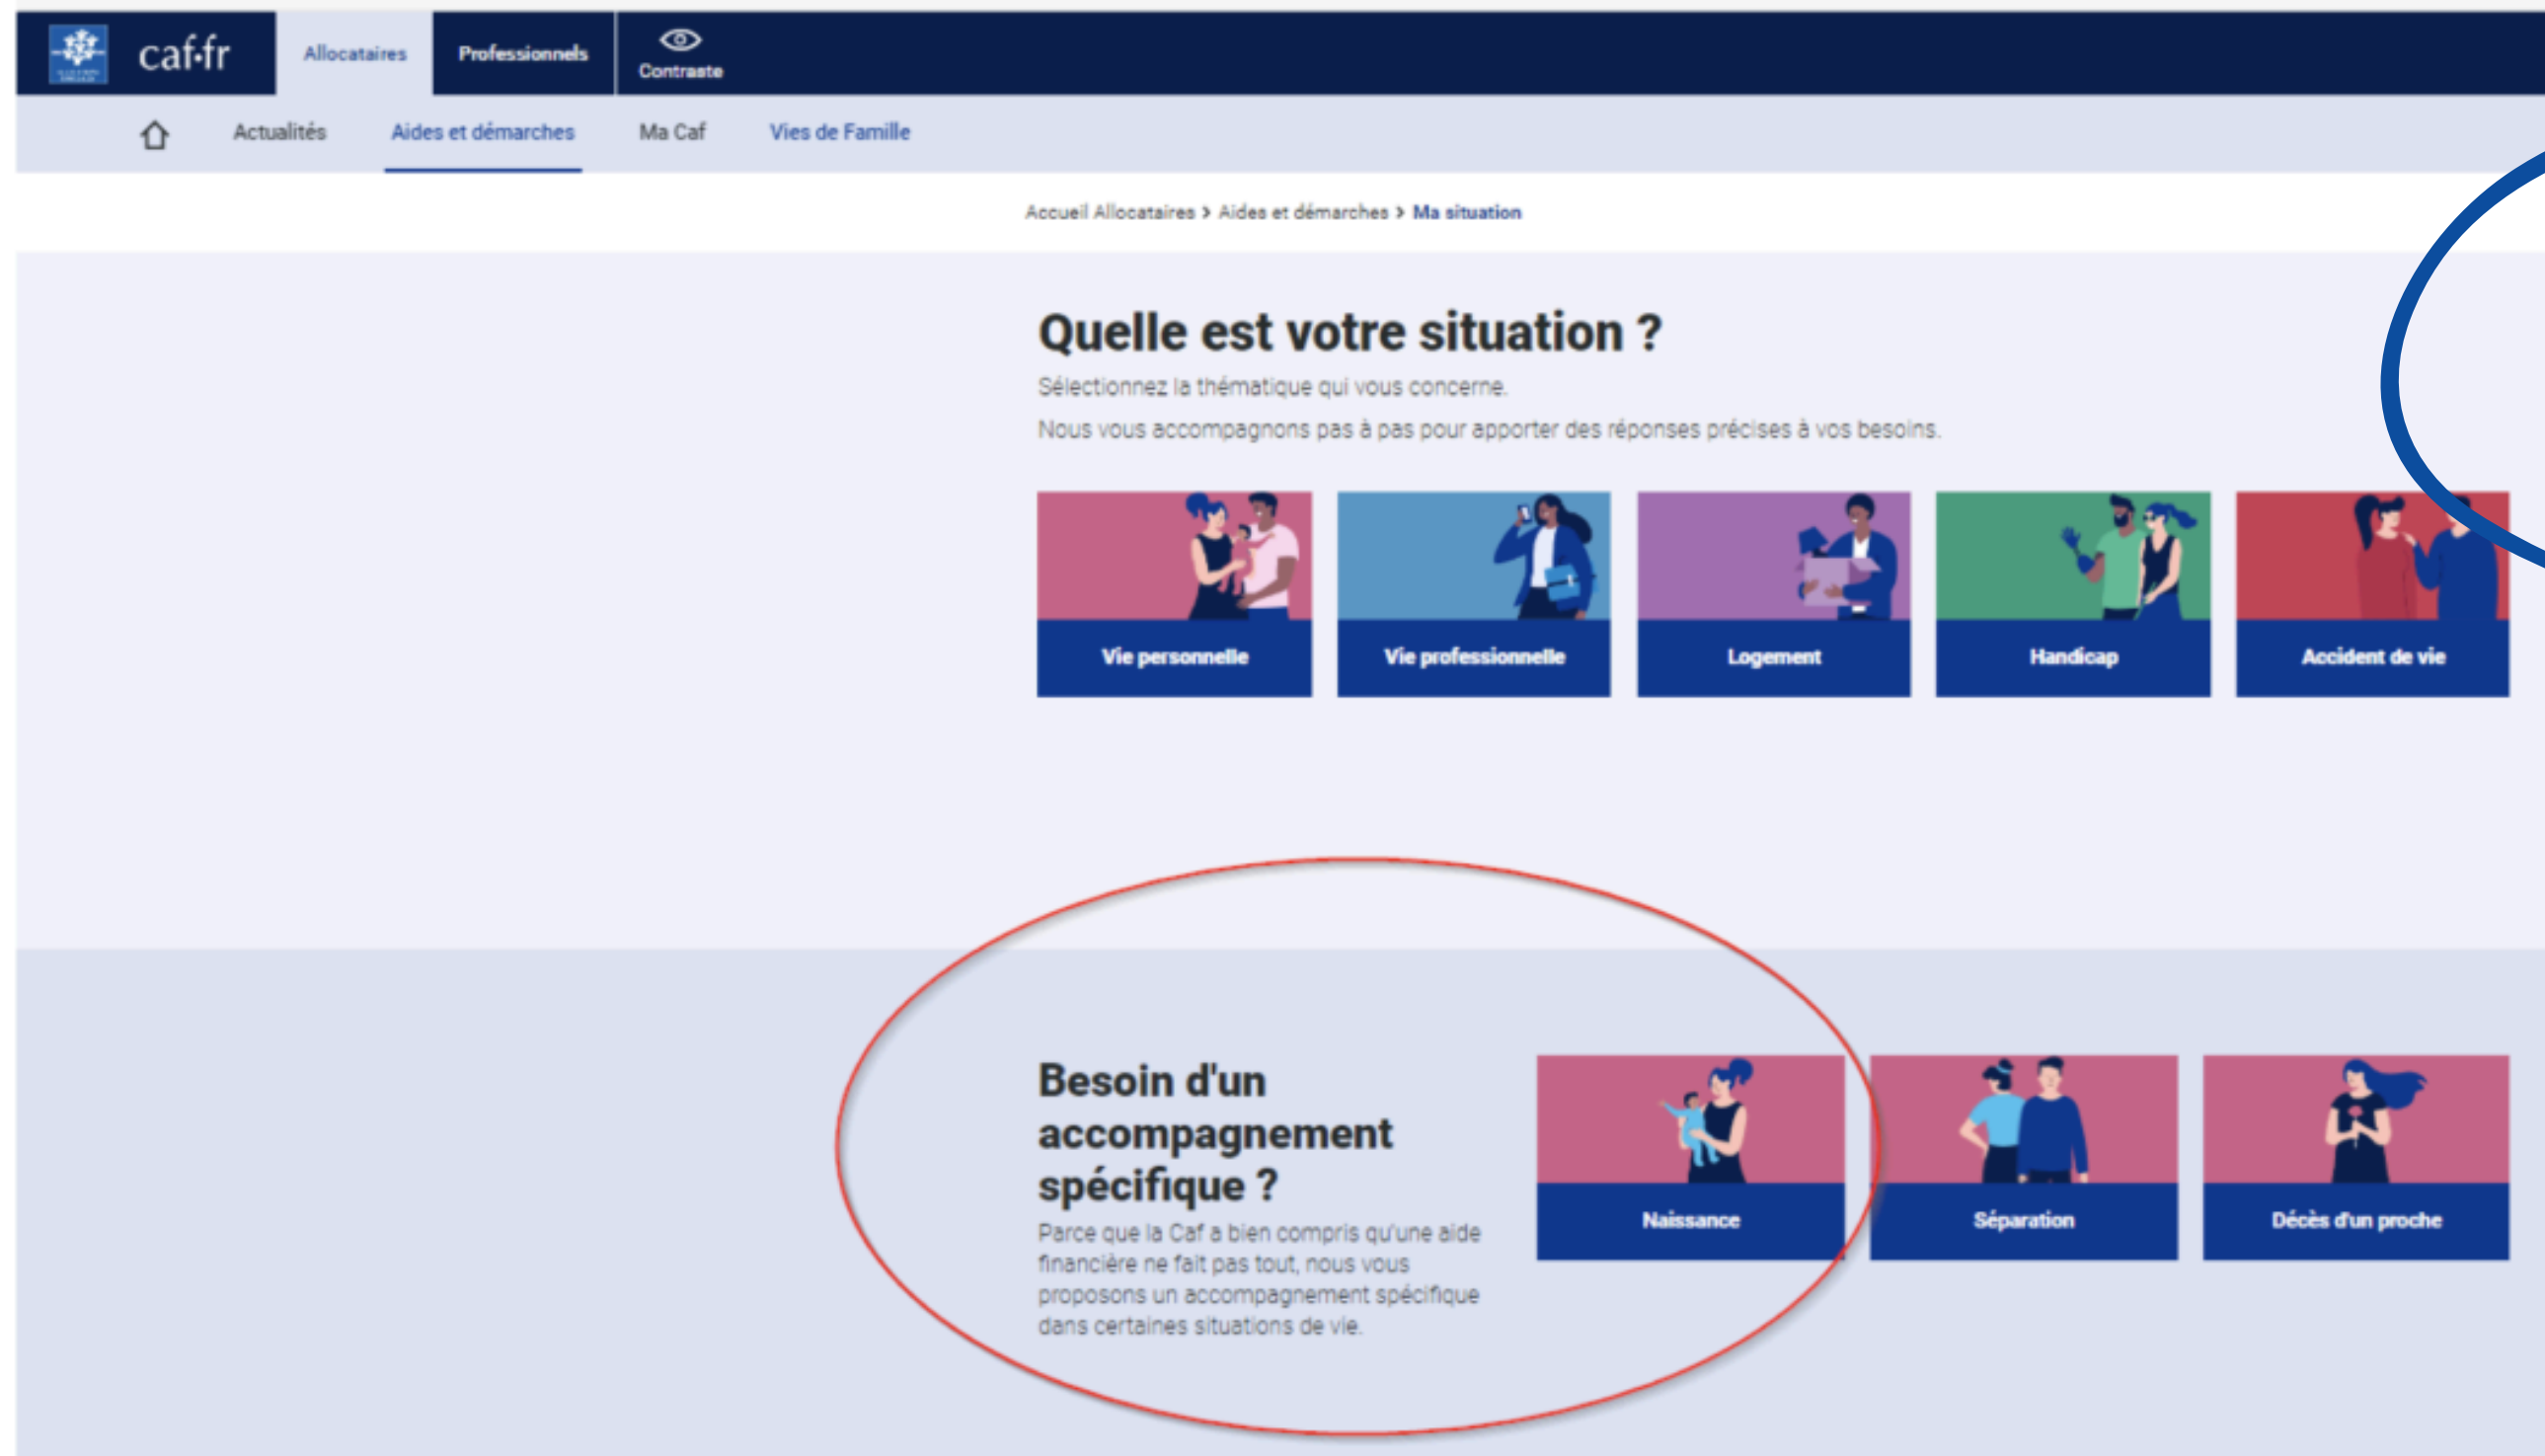 caf.fr
Allocataires
Professionnels
Contraste
Actualités
Aides et démarches
Ma Caf
Vies de Famille
Accueil Allocataires > Aides et démarches > Ma situation
Quelle est votre situation ?
Sélectionnez la thématique qui vous concerne.
Nous vous accompagnons pas à pas pour apporter des réponses précises à vos besoins.
Vie personnelle
Vie professionnelle
Logement
Handicap
Accident de vie
Besoin d'un
accompagnement
spécifique ?
Parce que la Caf a bien compris qu'une aide
financière ne fait pas tout, nous vous
proposons un accompagnement spécifique
dans certaines situations de vie.
Naissance
Séparation
Décès d'un proche